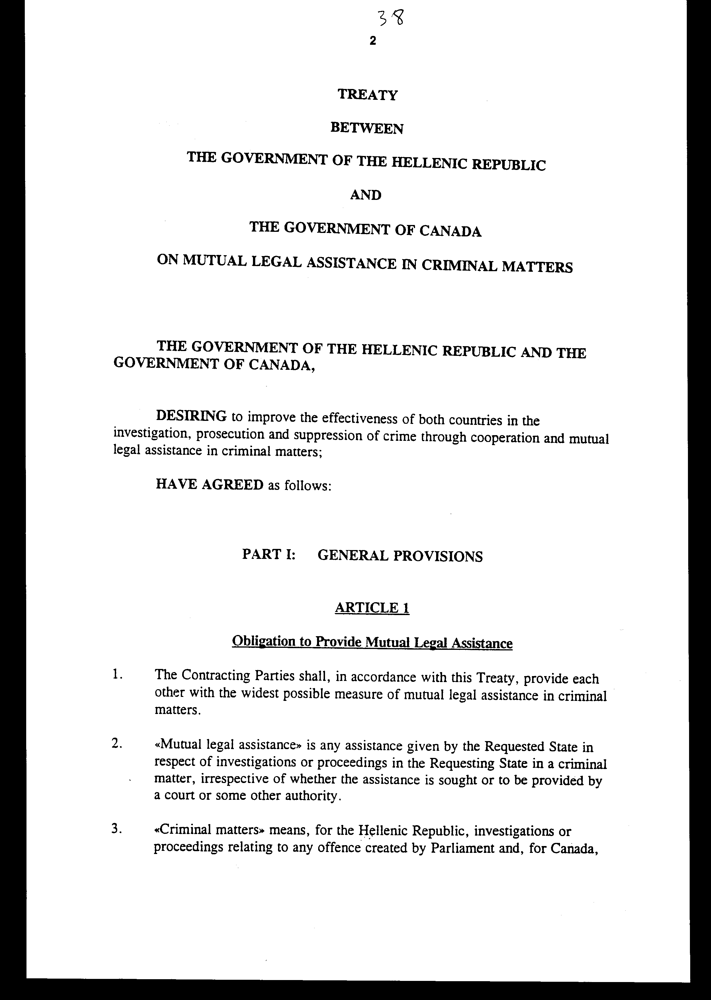 38
2
TREATY
BETWEEN
THE GOVERNMENT OF THE HELLENIC REPUBLIC
AND
THE GOVERNMENT OF CANADA
ON MUTUAL LEGAL ASSISTANCE IN CRIMINAL MATTERS
THE GOVERNMENT OF THE HELLENIC REPUBLIC AND THE
GOVERNMENT OF CANADA,
DESIRING to improve the effectiveness of both countries in the
investigation, prosecution and suppression of crime through cooperation and mutual
legal assistance in criminal matters;
HAVE AGREED as follows:
PART I: GENERAL PROVISIONS
ARTICLE 1
Obligation to Provide Mutual Legal Assistance
1. The Contracting Parties shall, in accordance with this Treaty, provide each
other with the widest possible measure of mutual legal assistance in criminal
matters.
2. «Mutual legal assistance» is any assistance given by the Requested State in
respect of investigations or proceedings in the Requesting State in a criminal
matter, irrespective of whether the assistance is sought or to be provided by
a court or some other authority.
3. «Criminal matters» means, for the Hellenic Republic, investigations or
proceedings relating to any offence created by Parliament and, for Canada,